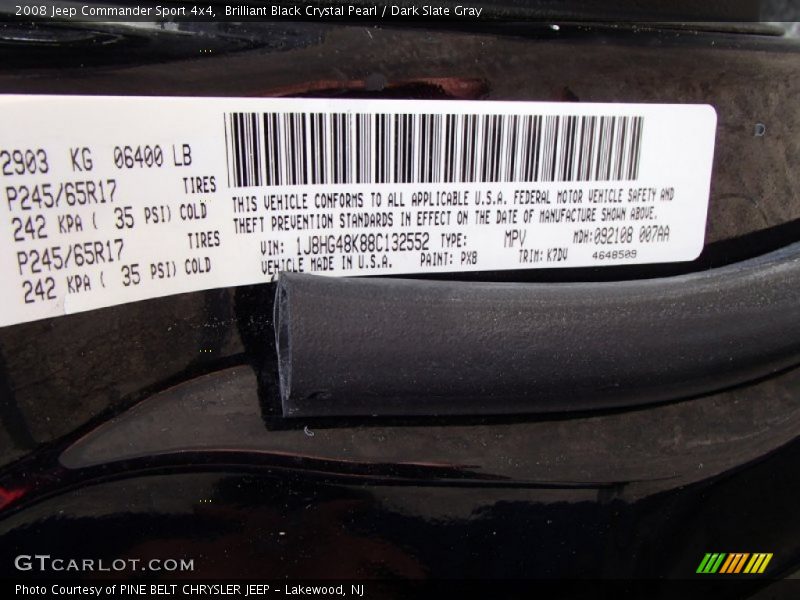 2008 Jeep Commander Sport 4x4,  Brilliant Black Crystal Pearl / Dark Slate Gray
2903 KG 06400 LB
P245/65R17 TIRES
242 KPA ( 35 PSI) COLD
P245/65R17 TIRES
242 KPA ( 35 PSI) COLD
THIS VEHICLE CONFORMS TO ALL APPLICABLE U.S.A. FEDERAL MOTOR VEHICLE SAFETY AND
THEFT PREVENTION STANDARDS IN EFFECT ON THE DATE OF MANUFACTURE SHOWN ABOVE.
VIN: 1J8HG48K88C132552 TYPE: MPV MDH:092108 007AA
VEHICLE MADE IN U.S.A. PAINT: PX8 TRIM: K7DV 4648509
GTCARLOT.COM
Photo Courtesy of PINE BELT CHRYSLER JEEP - Lakewood, NJ